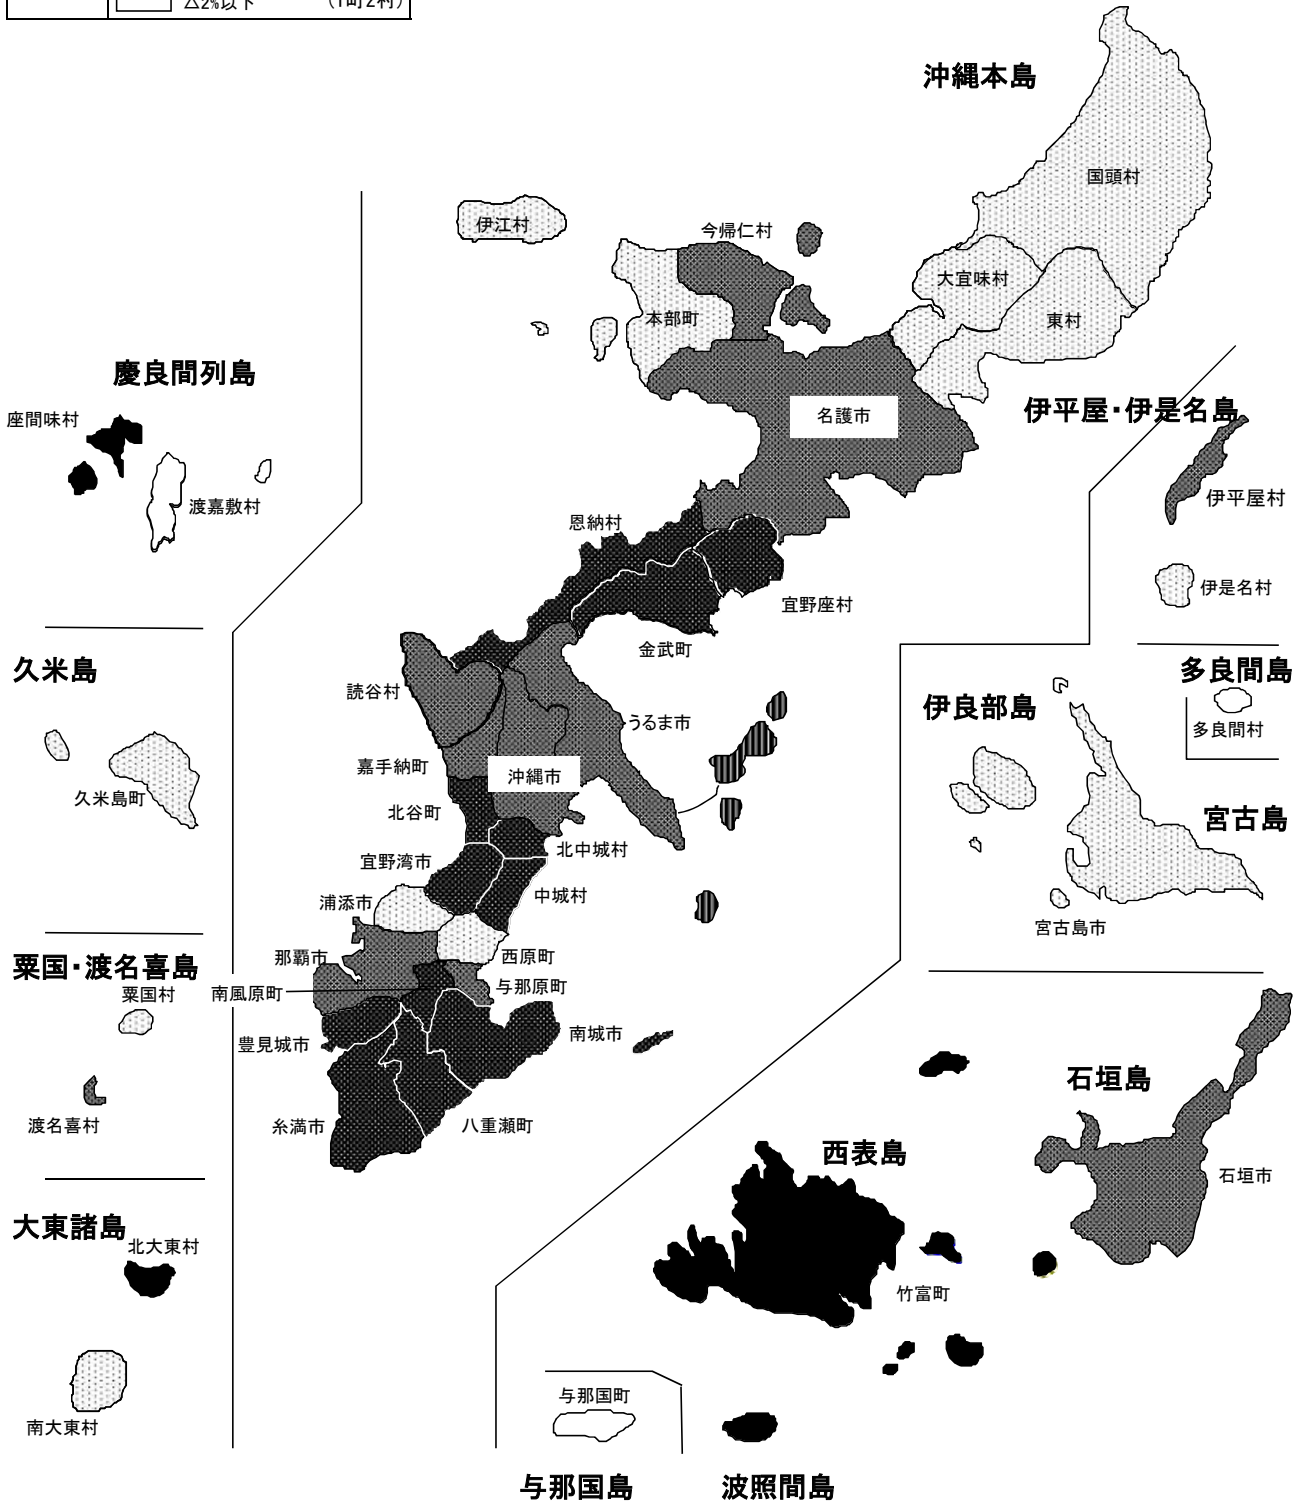 △2%以下 (1町2村)
沖縄本島
国頭村
伊江村
今帰仁村
大宜味村
東村
本部町
慶良間列島
座間味村
渡嘉敷村
名護市
伊平屋・伊是名島
伊平屋村
恩納村
伊是名村
宜野座村
金武町
久米島
多良間島
読谷村
伊良部島
うるま市
多良間村
嘉手納町
沖縄市
久米島町
北谷町
宮古島
北中城村
宜野湾市
中城村
浦添市
宮古島市
那覇市
西原町
粟国・渡名喜島
粟国村
南風原町
与那原町
南城市
豊見城市
石垣島
渡名喜村
糸満市
八重瀬町
西表島
石垣市
大東諸島
北大東村
竹富町
与那国町
南大東村
与那国島
波照間島